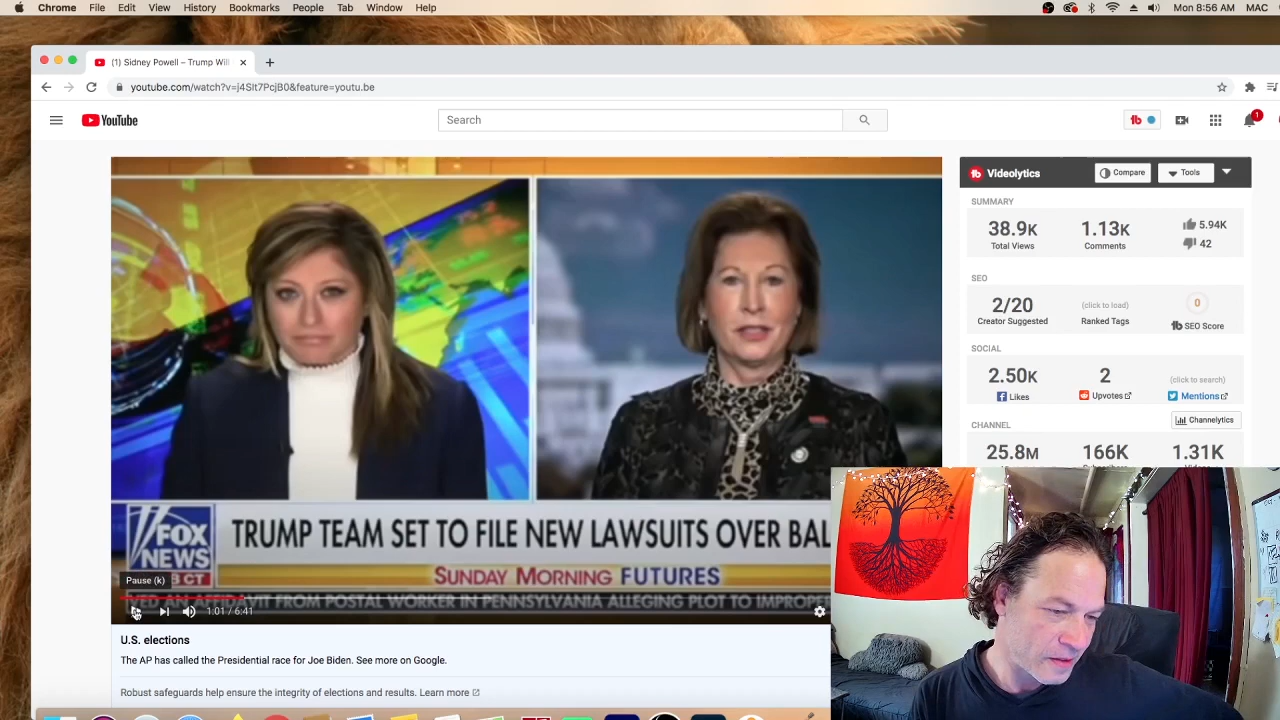 Chrome File Edit View History Bookmarks People Tab Window Help Mon 8:56 AM MAC
(1) Sidney Powell – Trump Will
youtube.com/watch?v=j4SIt7PcjB0&feature=youtu.be
YouTube Search 1
Videolytics Compare Tools
SUMMARY
38.9K 1.13K 5.94K
Total Views Comments 42
SEO
2/20 (click to load) 0
Creator Suggested Ranked Tags SEO Score
SOCIAL
2.50K 2 (click to search)
Likes Upvotes Mentions
CHANNEL Channelytics
25.8M 166K 1.31K
FOX NEWS
TRUMP TEAM SET TO FILE NEW LAWSUITS OVER BAL
SUNDAY MORNING FUTURES
Pause (k)
CT
VIT FROM POSTAL WORKER IN PENNSYLVANIA ALLEGING PLOT TO IMPROPE
1:01 / 6:41
U.S. elections
The AP has called the Presidential race for Joe Biden. See more on Google.
Robust safeguards help ensure the integrity of elections and results. Learn more